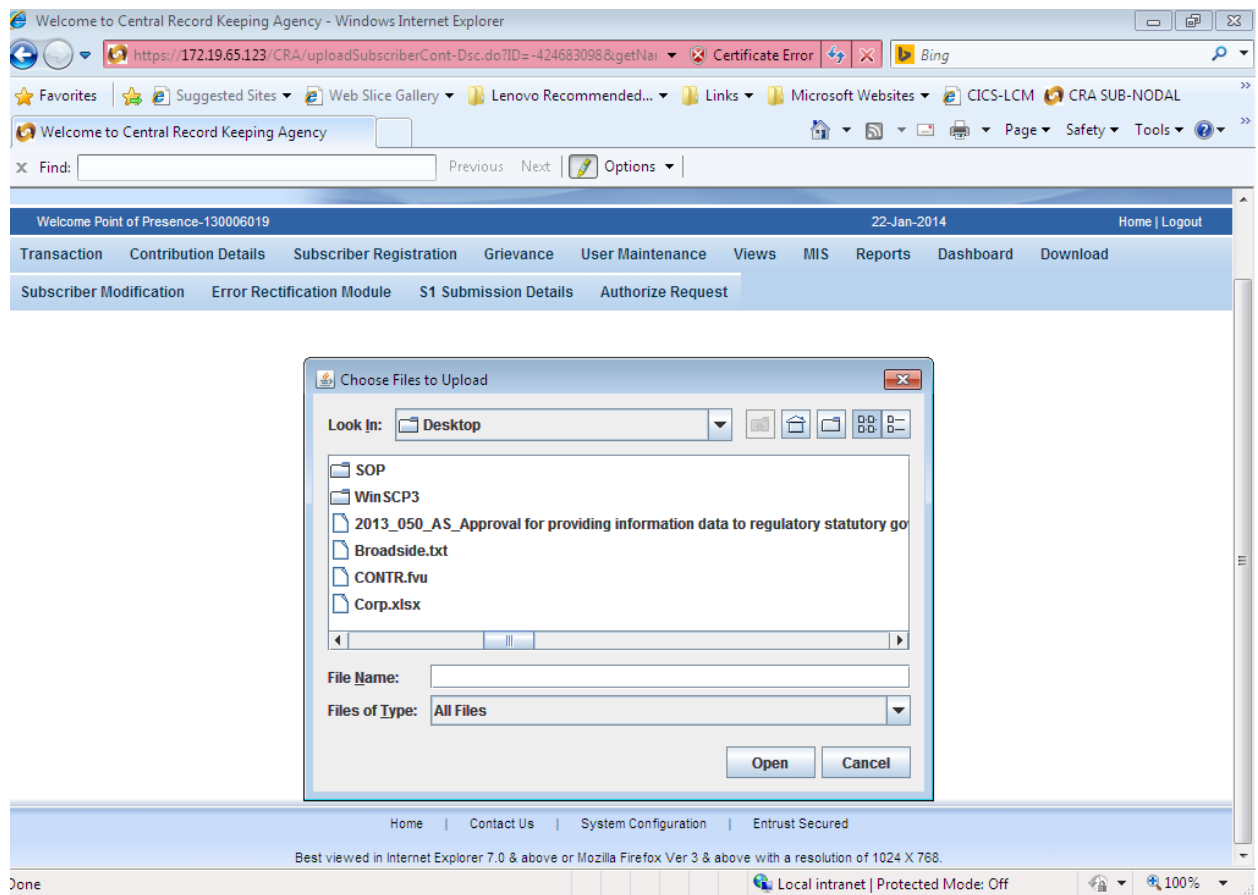 Welcome to Central Record Keeping Agency - Windows Internet Explorer
https://172.19.65.123/CRA/uploadSubscriberCont-Dsc.do?ID=-424683098&getNai Certificate Error Bing
Favorites Suggested Sites Web Slice Gallery Lenovo Recommended... Links Microsoft Websites CICS-LCM CRA SUB-NODAL
Welcome to Central Record Keeping Agency Page Safety Tools
x Find: Previous Next Options
Welcome Point of Presence-130006019 22-Jan-2014 Home | Logout
Transaction Contribution Details Subscriber Registration Grievance User Maintenance Views MIS Reports Dashboard Download
Subscriber Modification Error Rectification Module S1 Submission Details Authorize Request
Choose Files to Upload
Look In: Desktop
SOP
WinSCP3
2013_050_AS_Approval for providing information data to regulatory statutory go
Broadside.txt
CONTR.fvu
Corp.xlsx
File Name:
Files of Type: All Files
Open Cancel
Home | Contact Us | System Configuration | Entrust Secured
Best viewed in Internet Explorer 7.0 & above or Mozilla Firefox Ver 3 & above with a resolution of 1024 X 768.
Done Local intranet | Protected Mode: Off 100%